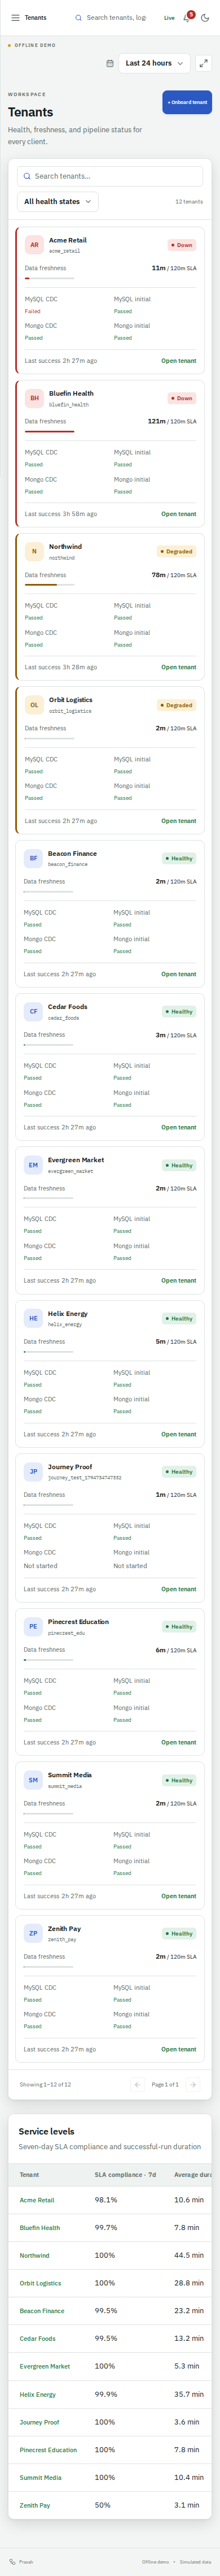 Tenants
Search tenants, log
Live
5
OFFLINE DEMO
Last 24 hours
WORKSPACE
Tenants
+ Onboard tenant
Health, freshness, and pipeline status for
every client.
Search tenants...
All health states
12 tenants
AR
Acme Retail
acme_retail
Down
Data freshness
11m / 120m SLA
MySQL CDC
MySQL initial
Failed
Passed
Mongo CDC
Mongo initial
Passed
Passed
Last success 2h 27m ago
Open tenant
BH
Bluefin Health
bluefin_health
Down
Data freshness
121m / 120m SLA
MySQL CDC
MySQL initial
Passed
Passed
Mongo CDC
Mongo initial
Passed
Passed
Last success 3h 58m ago
Open tenant
N
Northwind
northwind
Degraded
Data freshness
78m / 120m SLA
MySQL CDC
MySQL initial
Passed
Passed
Mongo CDC
Mongo initial
Passed
Passed
Last success 3h 28m ago
Open tenant
OL
Orbit Logistics
orbit_logistics
Degraded
Data freshness
2m / 120m SLA
MySQL CDC
MySQL initial
Passed
Passed
Mongo CDC
Mongo initial
Passed
Passed
Last success 2h 27m ago
Open tenant
BF
Beacon Finance
beacon_finance
Healthy
Data freshness
2m / 120m SLA
MySQL CDC
MySQL initial
Passed
Passed
Mongo CDC
Mongo initial
Passed
Passed
Last success 2h 27m ago
Open tenant
CF
Cedar Foods
cedar_foods
Healthy
Data freshness
3m / 120m SLA
MySQL CDC
MySQL initial
Passed
Passed
Mongo CDC
Mongo initial
Passed
Passed
Last success 2h 27m ago
Open tenant
EM
Evergreen Market
evergreen_market
Healthy
Data freshness
2m / 120m SLA
MySQL CDC
MySQL initial
Passed
Passed
Mongo CDC
Mongo initial
Passed
Passed
Last success 2h 27m ago
Open tenant
HE
Helix Energy
helix_energy
Healthy
Data freshness
5m / 120m SLA
MySQL CDC
MySQL initial
Passed
Passed
Mongo CDC
Mongo initial
Passed
Passed
Last success 2h 27m ago
Open tenant
JP
Journey Proof
Healthy
Data freshness
1m / 120m SLA
MySQL CDC
MySQL initial
Passed
Passed
Mongo CDC
Mongo initial
Not started
Not started
Last success 2h 27m ago
Open tenant
PE
Pinecrest Education
pinecrest_edu
Healthy
Data freshness
6m / 120m SLA
MySQL CDC
MySQL initial
Passed
Passed
Mongo CDC
Mongo initial
Passed
Passed
Last success 2h 27m ago
Open tenant
SM
Summit Media
summit_media
Healthy
Data freshness
2m / 120m SLA
MySQL CDC
MySQL initial
Passed
Passed
Mongo CDC
Mongo initial
Passed
Passed
Last success 2h 27m ago
Open tenant
ZP
Zenith Pay
zenith_pay
Healthy
Data freshness
2m / 120m SLA
MySQL CDC
MySQL initial
Passed
Passed
Mongo CDC
Mongo initial
Passed
Passed
Last success 2h 27m ago
Open tenant
Showing 1–12 of 12
Page 1 of 1
Service levels
Seven-day SLA compliance and successful-run duration
Tenant SLA compliance · 7d Average dura
Acme Retail 98.1% 10.6 min
Bluefin Health 99.7% 7.8 min
Northwind 100% 44.5 min
Orbit Logistics 100% 28.8 min
Beacon Finance 99.5% 23.2 min
Cedar Foods 99.5% 13.2 min
Evergreen Market 100% 5.3 min
Helix Energy 99.9% 35.7 min
Journey Proof 100% 3.6 min
Pinecrest Education 100% 7.8 min
Summit Media 100% 10.4 min
Zenith Pay 50% 3.1 min
Offline demo • Simulated data